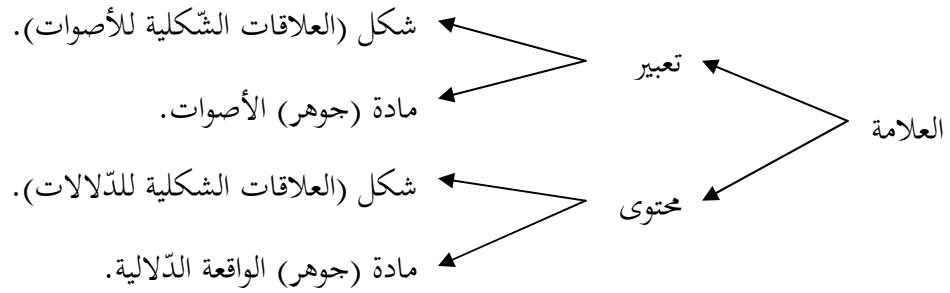 شكل (العلاقات الشّكلية للأصوات).
تعبير
مادة (جوهر) الأصوات.
العلامة
شكل (العلاقات الشكلية للدّلالات).
محتوى
مادة (جوهر) الواقعة الدّلالية.